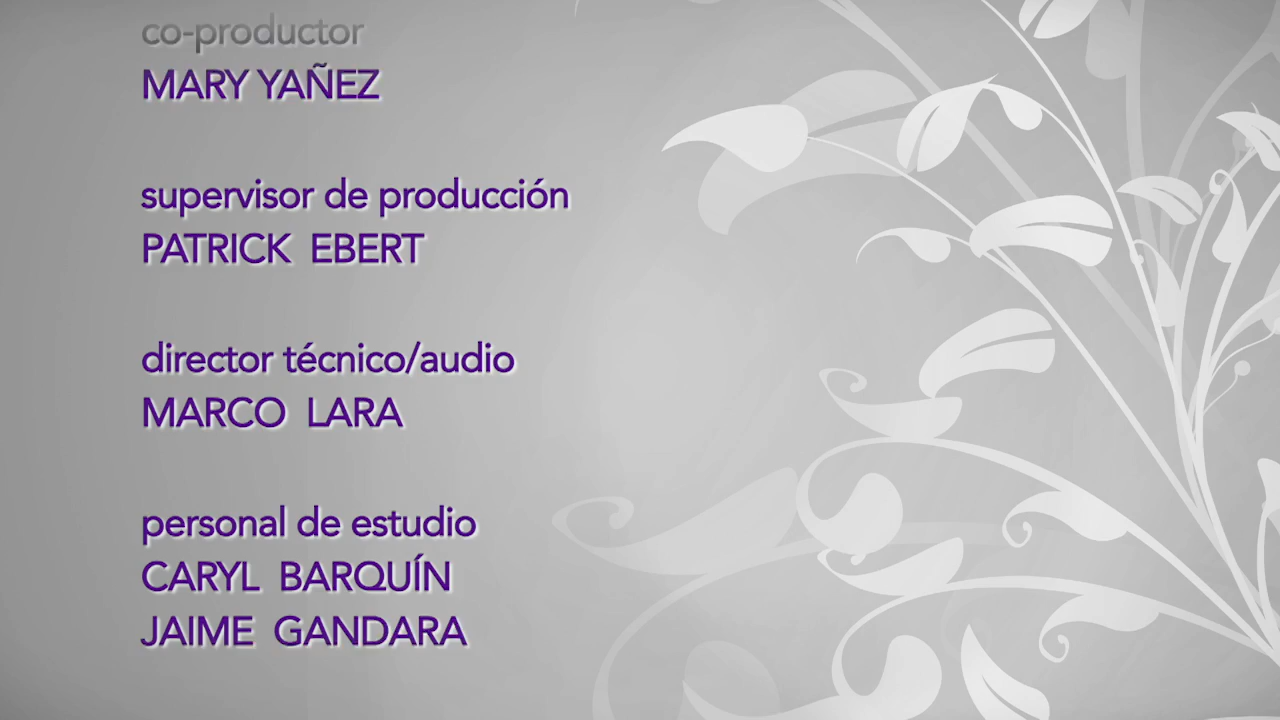 co-productor
MARY YAÑEZ
supervisor de producción
PATRICK EBERT
director técnico/audio
MARCO LARA
personal de estudio
CARYL BARQUÍN
JAIME GANDARA